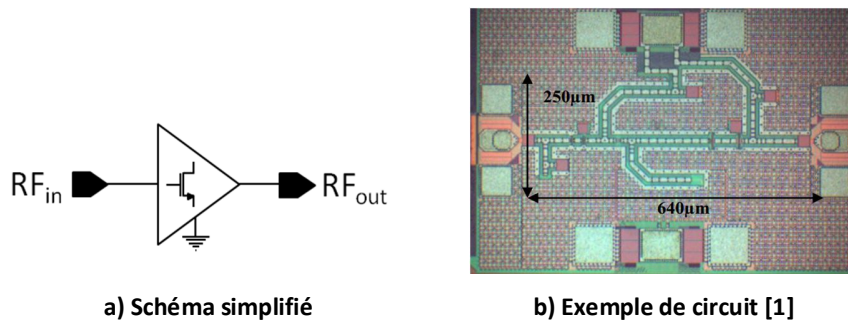 RFin
RFout
250µm
640µm
a) Schéma simplifié
b) Exemple de circuit [1]